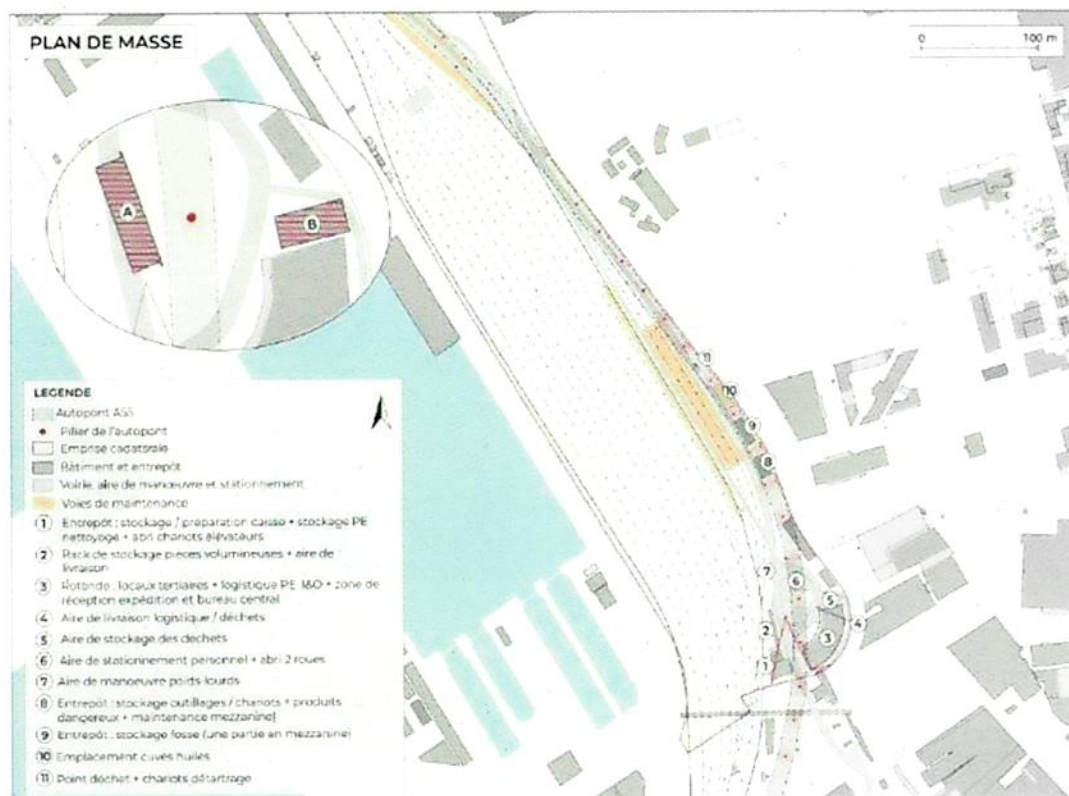 PLAN DE MASSE
0 100 m
A
B
LEGENDE
Autopont A55
Pilier de l'autopont
Emprise cadastrale
Bâtiment et entrepôt
Voirie, aire de manœuvre et stationnement
Voies de maintenance
1 Entrepôt : stockage / préparation caisse + stockage PE
nettoyage + abri chariots élévateurs
2 Rack de stockage pièces volumineuses + aire de
livraison
3 Rotonde : locaux tertiaires + logistique PE I&O + zone de
réception expédition et bureau central
4 Aire de livraison logistique / déchets
5 Aire de stockage des déchets
6 Aire de stationnement personnel + abri 2 roues
7 Aire de manoeuvre poids-lourds
8 Entrepôt : stockage outillages / chariots + produits
dangereux + maintenance mezzanine)
9 Entrepôt : stockage fosse (une partie en mezzanine)
10 Emplacement cuves huiles
11 Point déchet + chariots détartrage
11
10
9
8
7
6
5
4
3
2
1